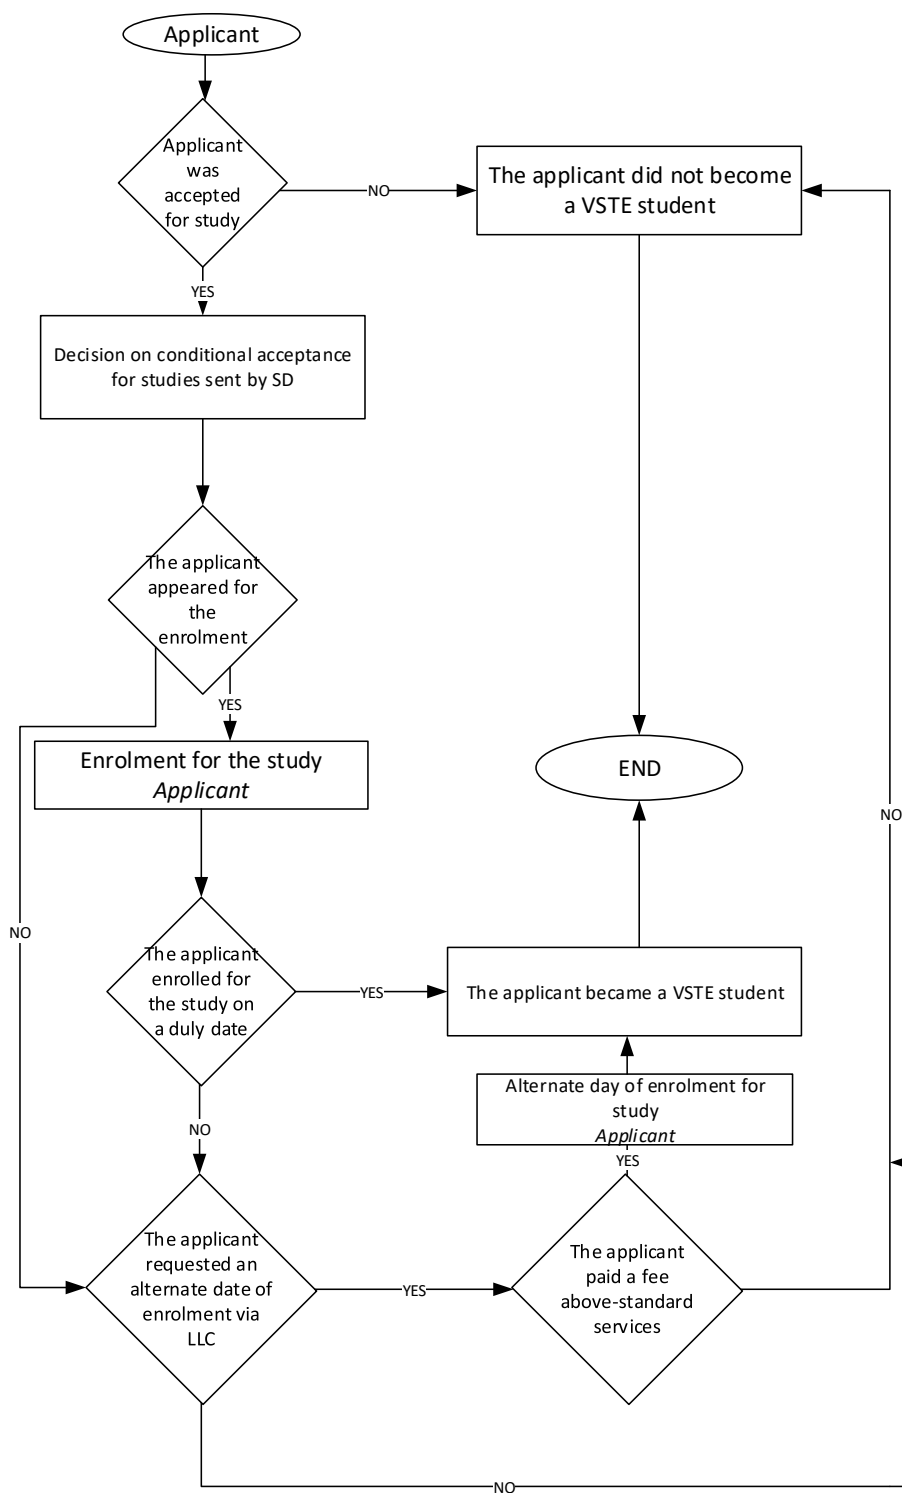 Applicant
Applicant
was
accepted
for study
NO
The applicant did not become
a VSTE student
YES
Decision on conditional acceptance
for studies sent by SD
The applicant
appeared for
the
enrolment
YES
Enrolment for the study
Applicant
END
NO
NO
The applicant
enrolled for
the study on
a duly date
YES
The applicant became a VSTE student
Alternate day of enrolment for
study
Applicant
NO
YES
The applicant
requested an
alternate date of
enrolment via
LLC
YES
The applicant
paid a fee
above-standard
services
NO